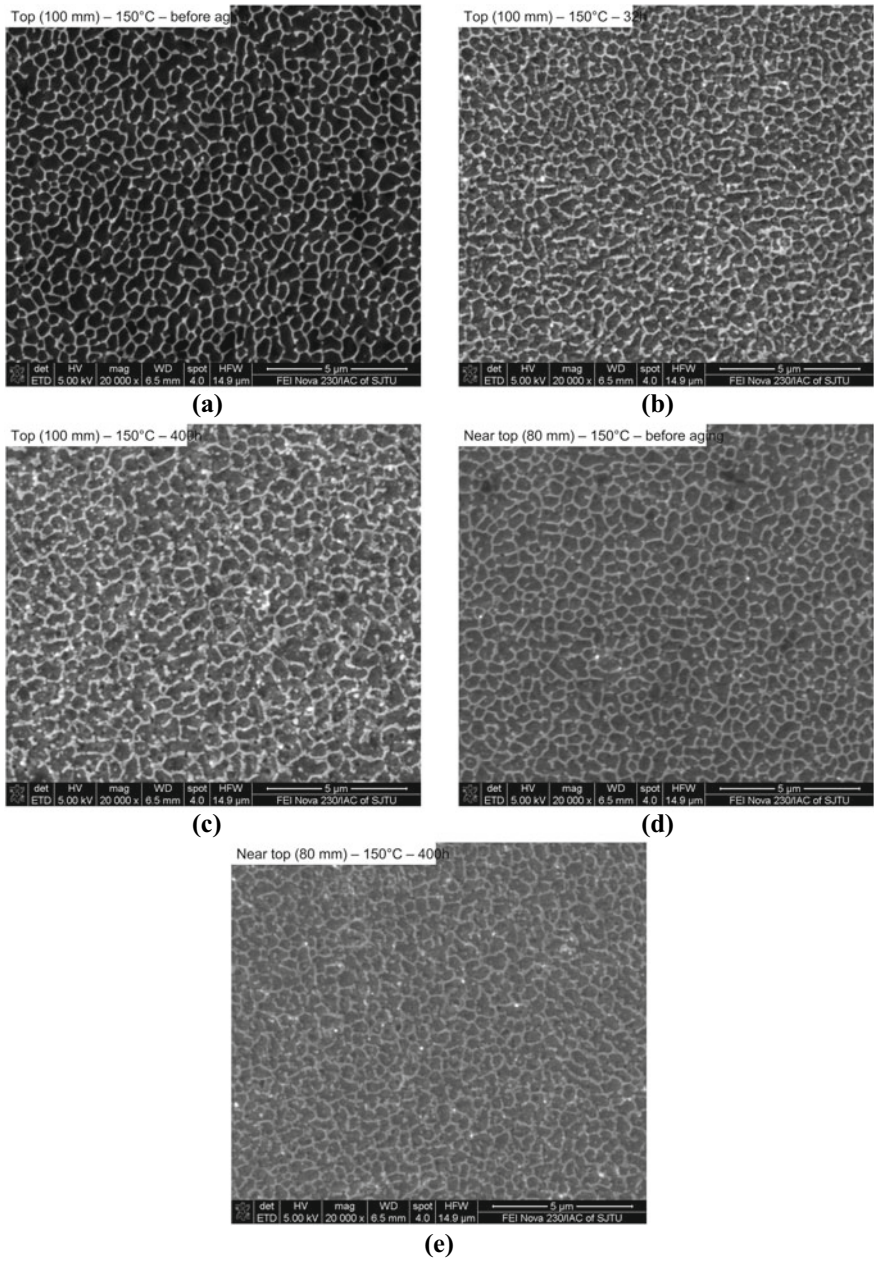 Top (100 mm) – 150°C – before aging
Top (100 mm) – 150°C – 32h
det HV mag WD spot HFW 5 µm
ETD 5.00 kV 20 000 x 6.5 mm 4.0 14.9 µm FEI Nova 230/IAC of SJTU
det HV mag WD spot HFW 5 µm
ETD 5.00 kV 20 000 x 6.5 mm 4.0 14.9 µm FEI Nova 230/IAC of SJTU
(a)
(b)
Top (100 mm) – 150°C – 400h
Near top (80 mm) – 150°C – before aging
det HV mag WD spot HFW 5 µm
ETD 5.00 kV 20 000 x 6.5 mm 4.0 14.9 µm FEI Nova 230/IAC of SJTU
det HV mag WD spot HFW 5 µm
ETD 5.00 kV 20 000 x 6.5 mm 4.0 14.9 µm FEI Nova 230/IAC of SJTU
(c)
(d)
Near top (80 mm) – 150°C – 400h
det HV mag WD spot HFW 5 µm
ETD 5.00 kV 20 000 x 6.5 mm 4.0 14.9 µm FEI Nova 230/IAC of SJTU
(e)